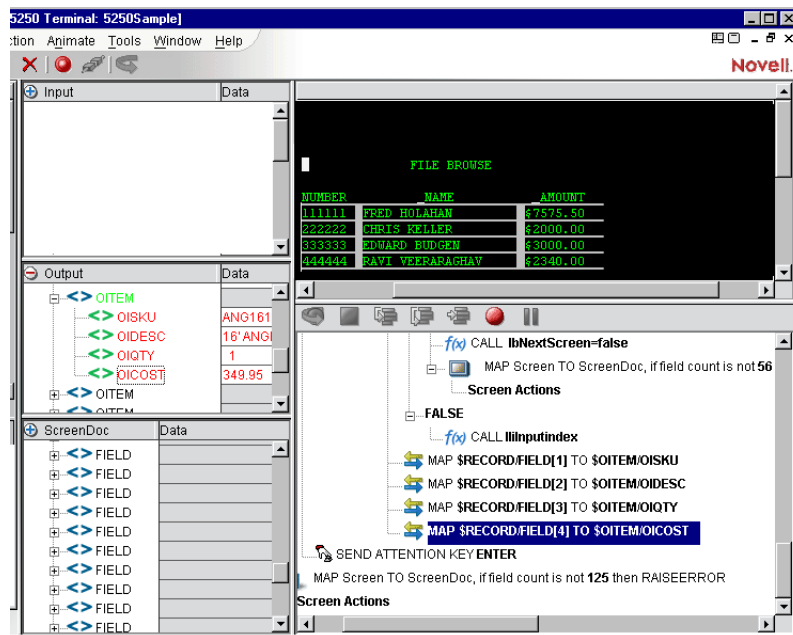 5250 Terminal: 5250Sample]
ction Animate Tools Window Help
Novell.
Input Data
FILE BROWSE
NUMBER _NAME _AMOUNT
111111 FRED HOLAHAN $7575.50
222222 CHRIS KELLER $2000.00
333333 EDWARD BUDGEN $3000.00
444444 RAVI VEERARAGHAV $2340.00
Output Data
OITEM
OISKU ANG161
OIDESC 16'ANGI
OIQTY 1
OICOST 349.95
OITEM
OITEM
ScreenDoc Data
FIELD
FIELD
FIELD
FIELD
FIELD
FIELD
FIELD
FIELD
FIELD
FIELD
f(x) CALL lbNextScreen=false
MAP Screen TO ScreenDoc, if field count is not 56
Screen Actions
FALSE
f(x) CALL lliInputindex
MAP $RECORD/FIELD[1] TO $OITEM/OISKU
MAP $RECORD/FIELD[2] TO $OITEM/OIDESC
MAP $RECORD/FIELD[3] TO $OITEM/OIQTY
MAP $RECORD/FIELD[4] TO $OITEM/OICOST
SEND ATTENTION KEY ENTER
MAP Screen TO ScreenDoc, if field count is not 125 then RAISEERROR
Screen Actions